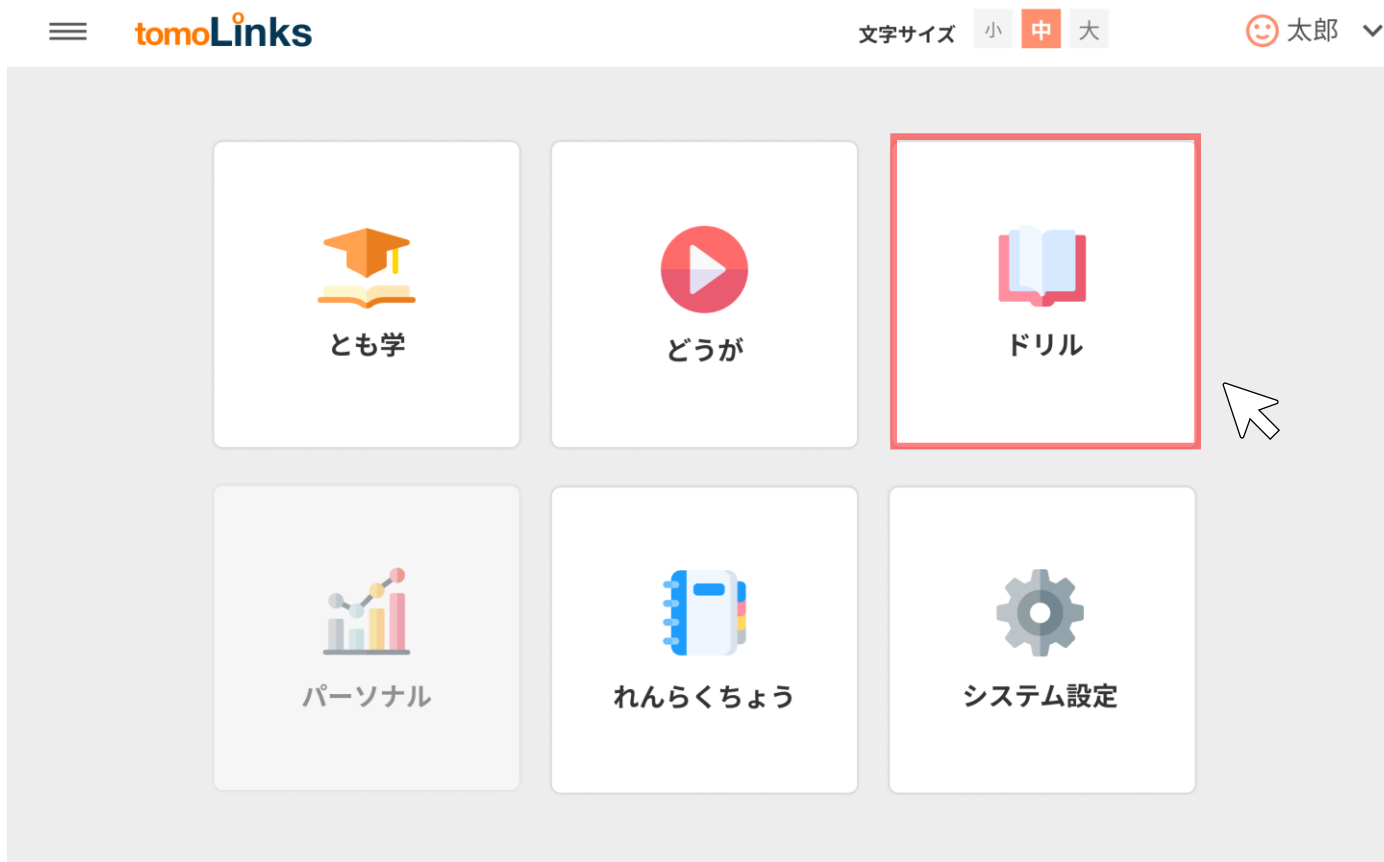 tomoLinks
文字サイズ 小 中 大
太郎
とも学
どうが
ドリル
パーソナル
れんらくちょう
システム設定